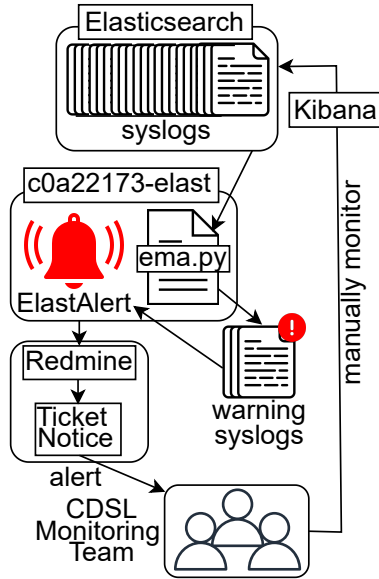 Elasticsearch
syslogs
Kibana
c0a22173-elast
ema.py
ElastAlert
manually monitor
Redmine
Ticket
Notice
warning
syslogs
alert
CDSL
Monitoring
Team